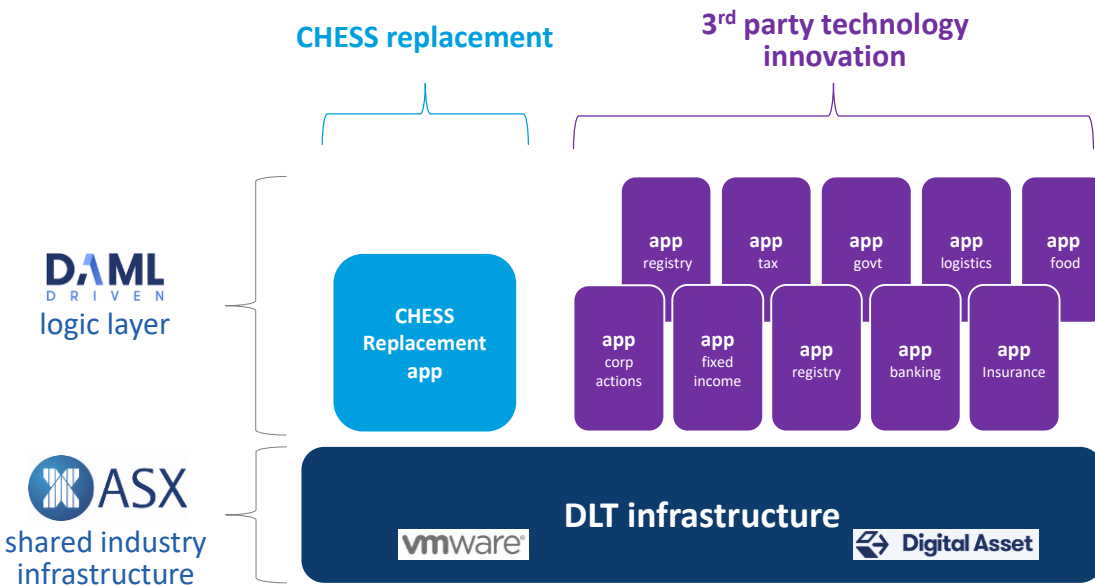 CHESS replacement
3rd party technology
innovation
DAML
DRIVEN
logic layer
CHESS
Replacement
app
app
registry
app
tax
app
govt
app
logistics
app
food
app
corp
actions
app
fixed
income
app
registry
app
banking
app
Insurance
ASX
shared industry
infrastructure
DLT infrastructure
vmware®
Digital Asset